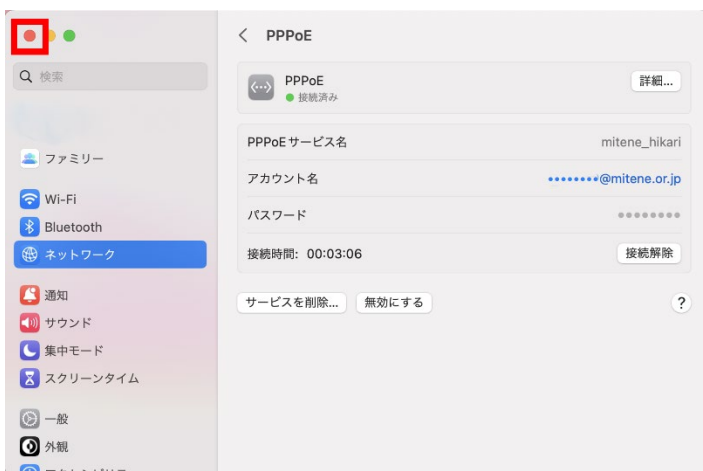 PPPoE
検索
PPPoE
接続済み
詳細...
ファミリー
Wi-Fi
Bluetooth
ネットワーク
通知
サウンド
集中モード
スクリーンタイム
一般
外観
PPPoEサービス名
mitene_hikari
アカウント名
••••••••@mitene.or.jp
パスワード
••••••••
接続時間: 00:03:06
接続解除
サービスを削除...
無効にする
?